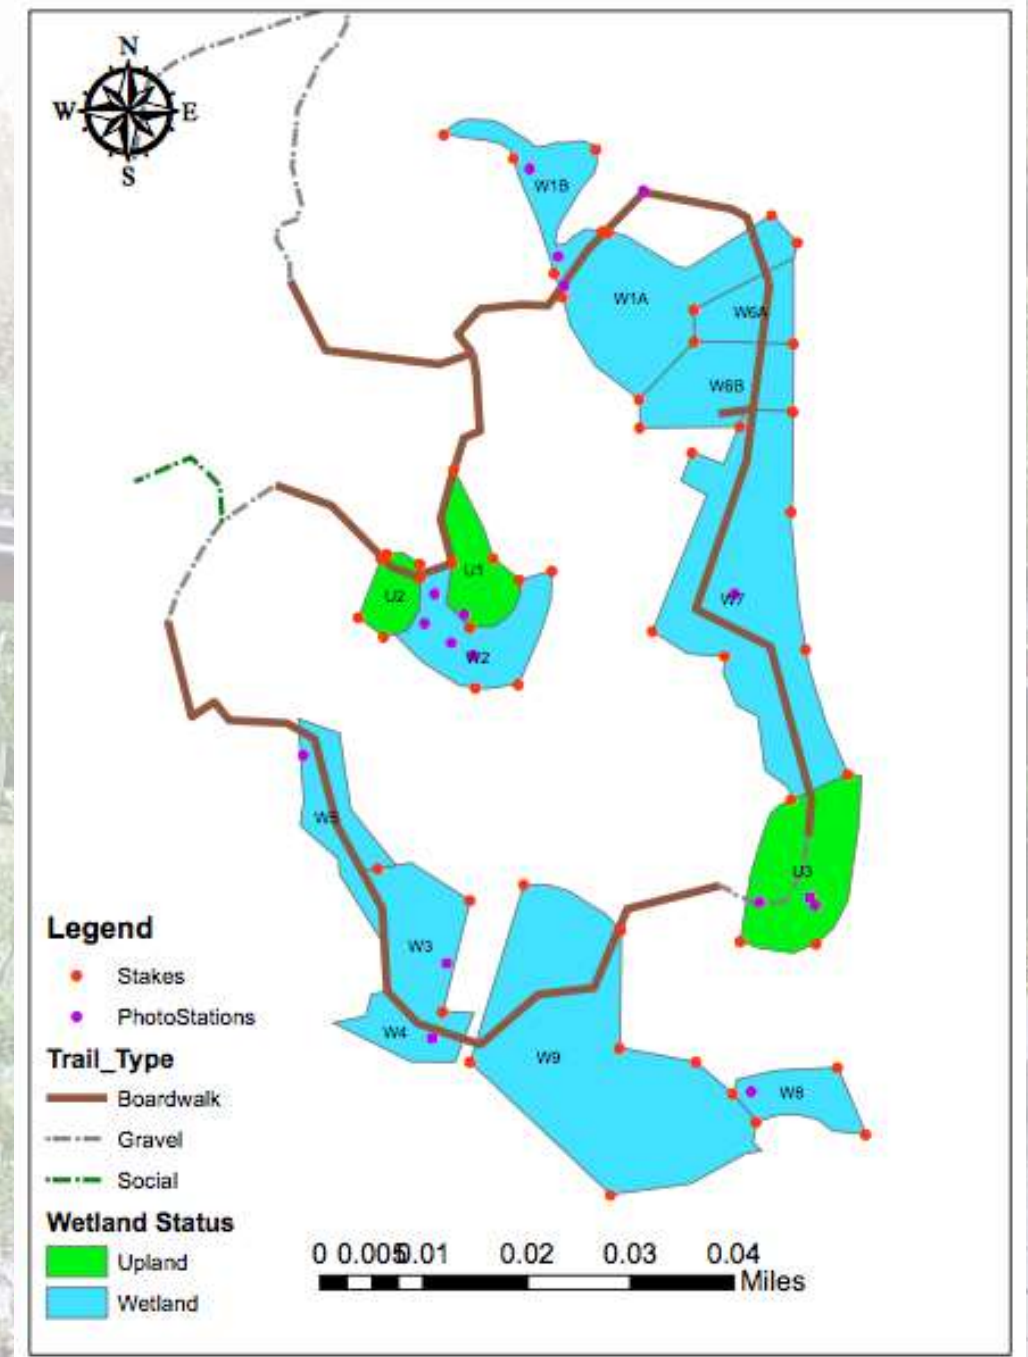 N
W E
S
W1B
W1A
W6A
W6B
U1
U2
W7
W2
W5
U3
W3
W4
W9
W8
Legend
Stakes
PhotoStations
Trail_Type
Boardwalk
Gravel
Social
Wetland Status
Upland
Wetland
0 0.005 0.01 0.02 0.03 0.04
Miles